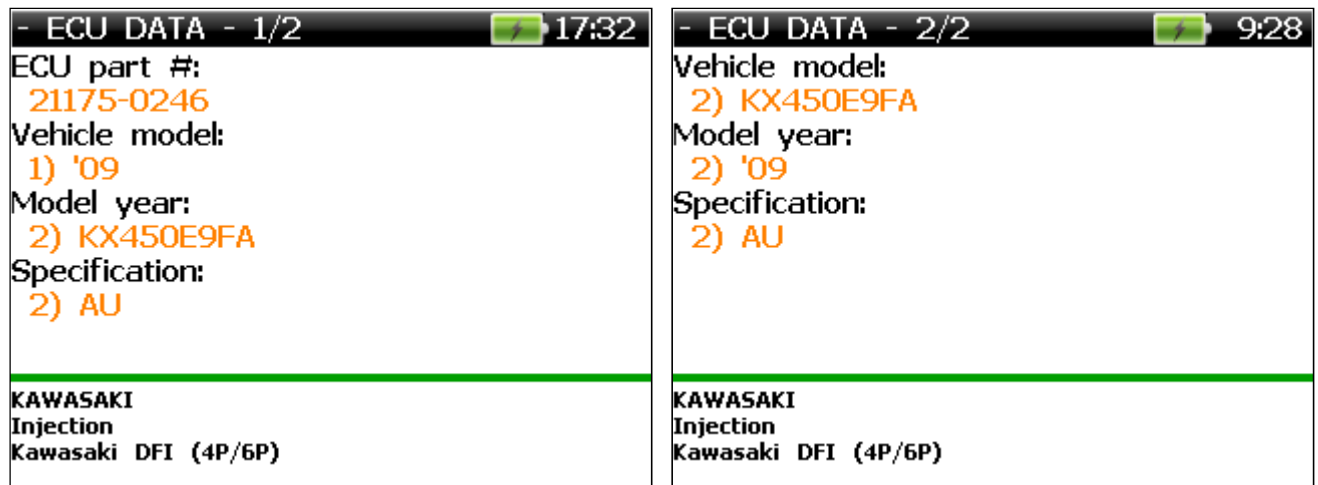 - ECU DATA - 1/2 17:32
ECU part #:
21175-0246
Vehicle model:
1) '09
Model year:
2) KX450E9FA
Specification:
2) AU
KAWASAKI
Injection
Kawasaki DFI (4P/6P)
- ECU DATA - 2/2 9:28
Vehicle model:
2) KX450E9FA
Model year:
2) '09
Specification:
2) AU
KAWASAKI
Injection
Kawasaki DFI (4P/6P)